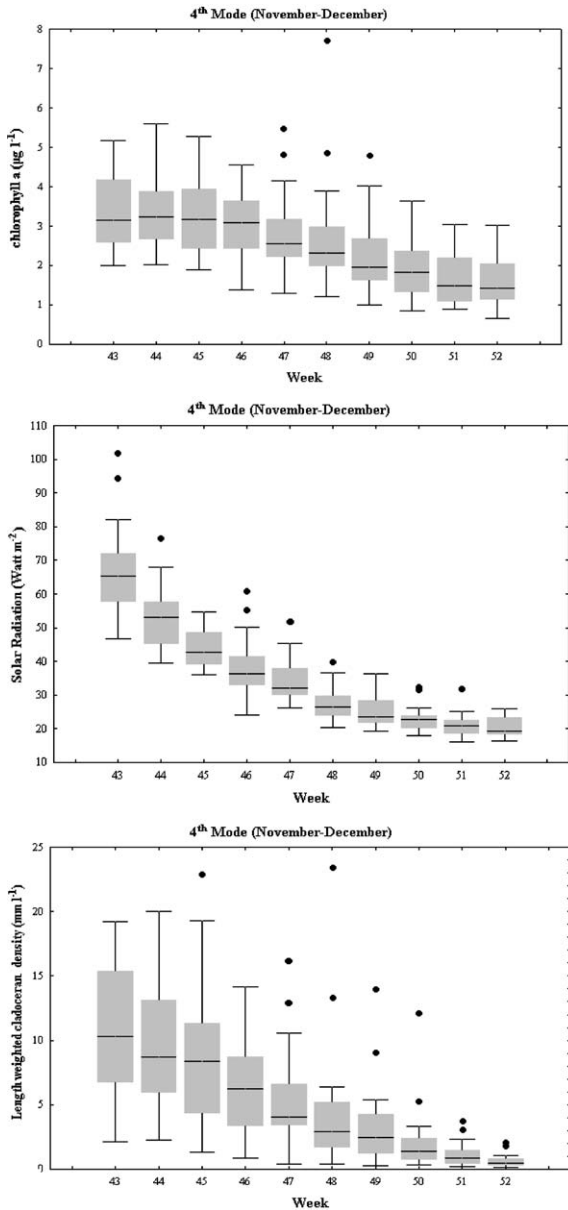 4th Mode (November-December)
8
7
6
5
4
3
2
1
0
chlorophyll a (µg l-1)
43 44 45 46 47 48 49 50 51 52
Week
4th Mode (November-December)
110
100
90
80
70
60
50
40
30
20
10
Solar Radiation (Watt m-2)
43 44 45 46 47 48 49 50 51 52
Week
4th Mode (November-December)
25
20
15
10
5
0
Length weighted cladoceran density (mm l-1)
43 44 45 46 47 48 49 50 51 52
Week